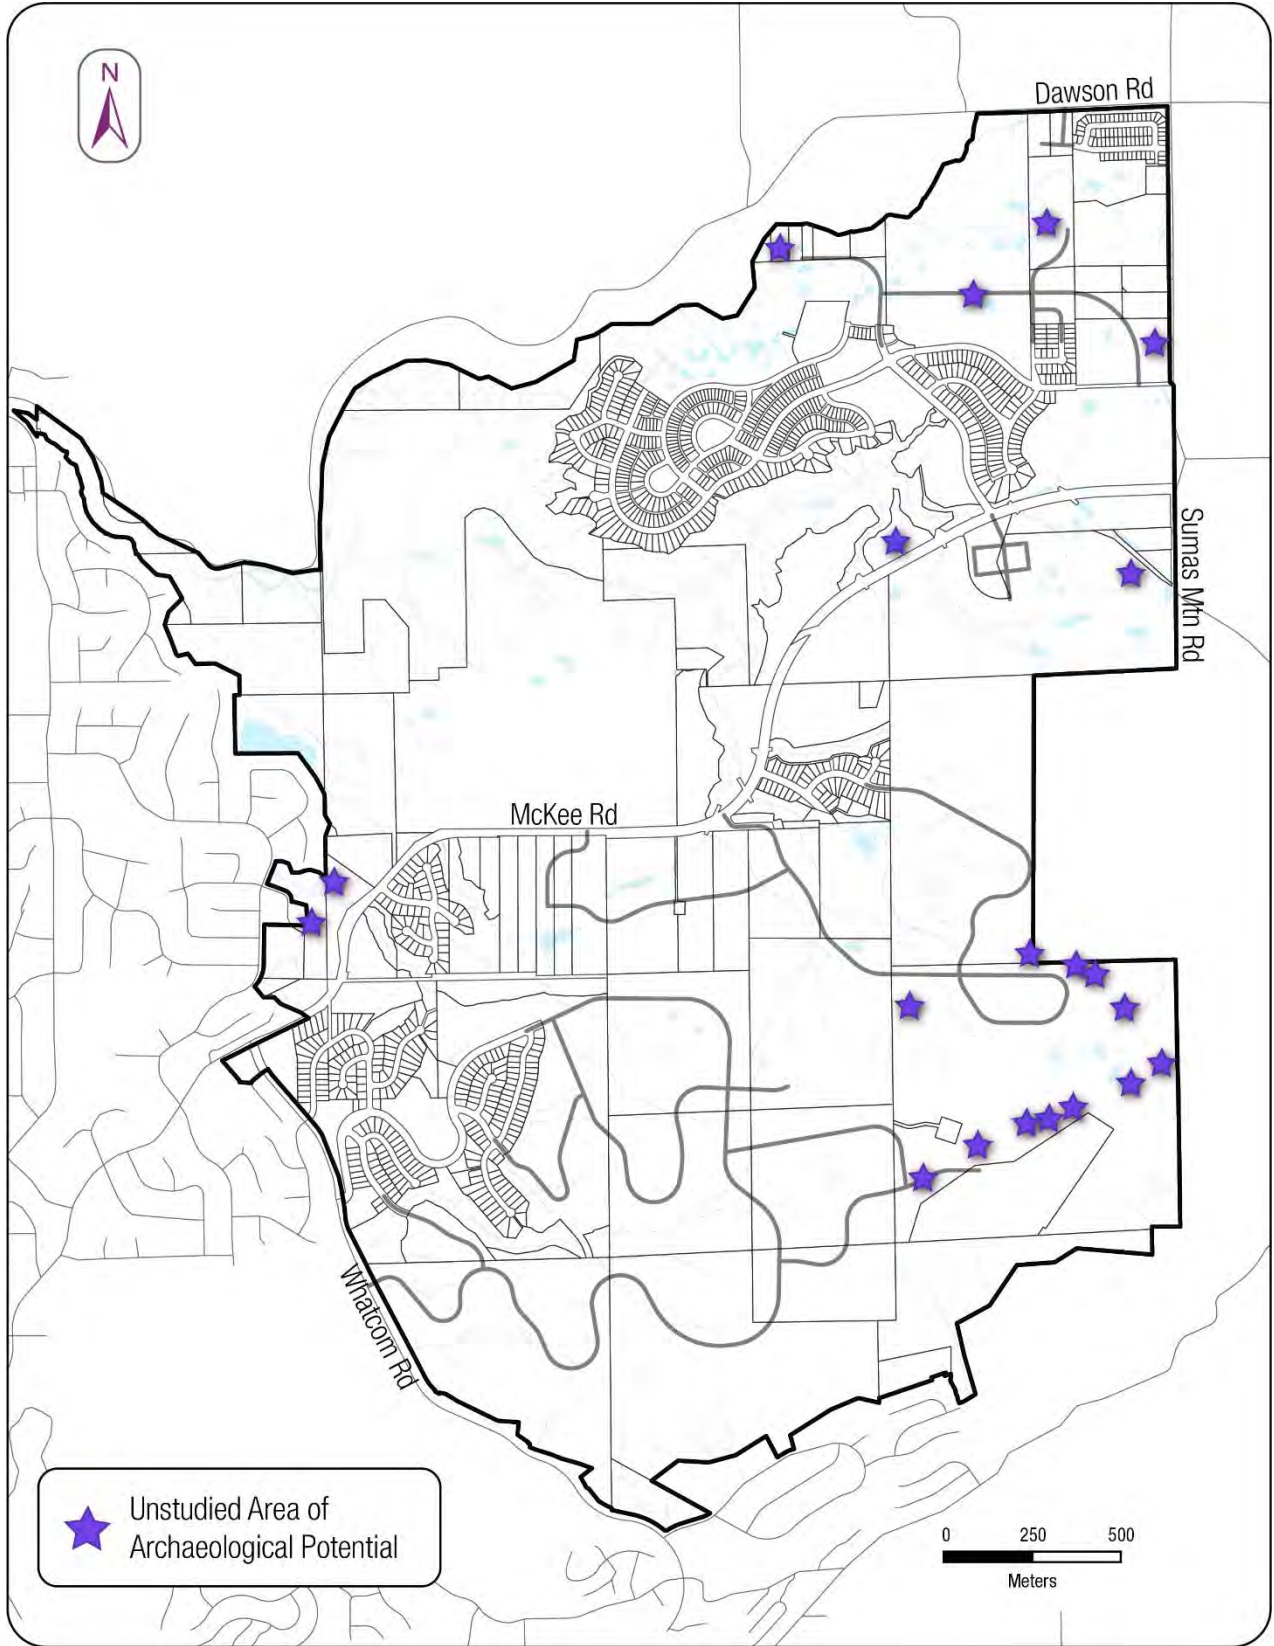 N
Dawson Rd
Sumas Mtn Rd
McKee Rd
Whatcom Rd
Unstudied Area of
Archaeological Potential
0 250 500
Meters